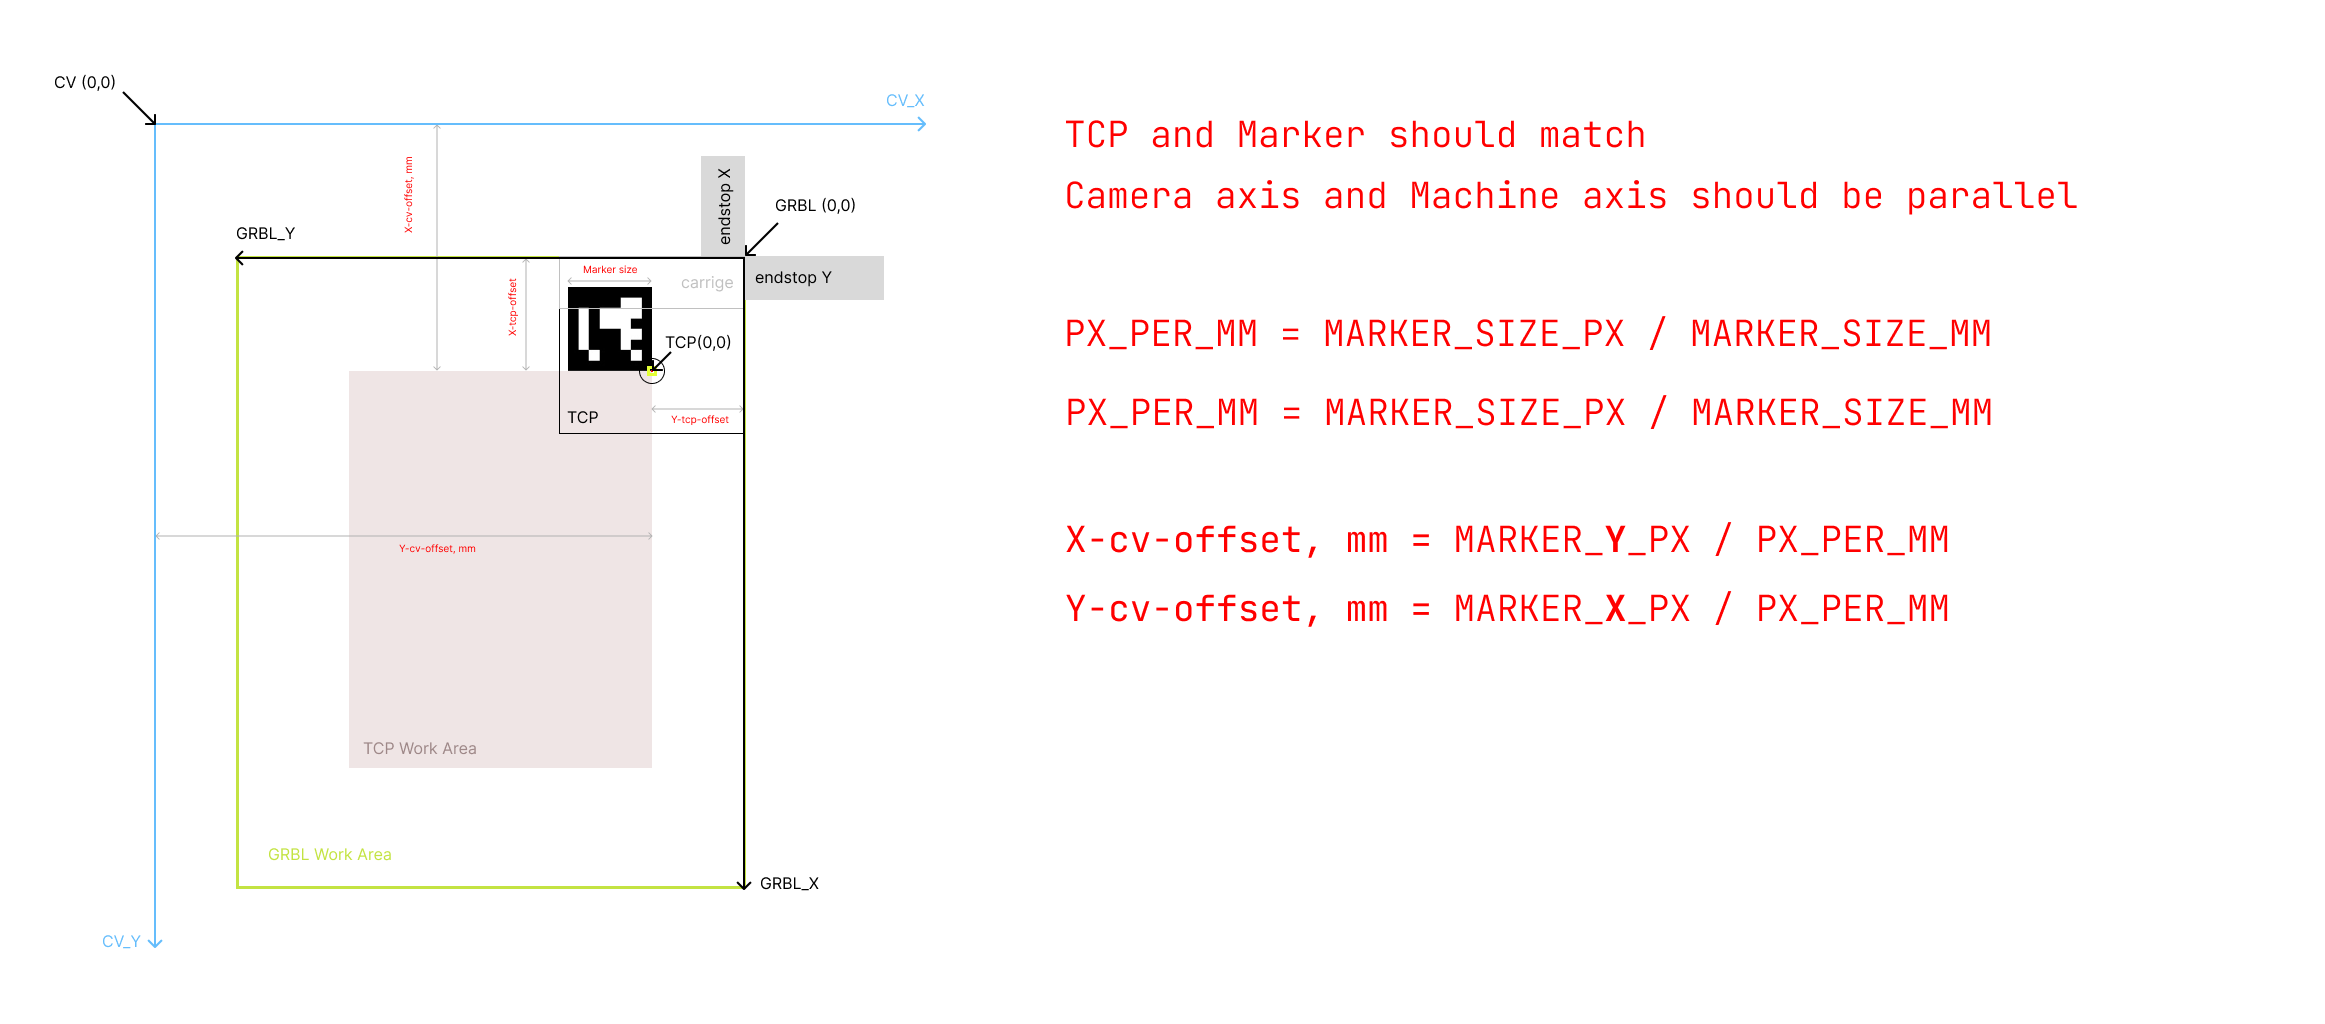 CV (0,0)
CV_X
TCP and Marker should match
X-cv-offset, mm
endstop X
Camera axis and Machine axis should be parallel
GRBL (0,0)
GRBL_Y
Marker size
carrige
endstop Y
X-tcp-offset
PX_PER_MM = MARKER_SIZE_PX / MARKER_SIZE_MM
TCP(0,0)
TCP
Y-tcp-offset
PX_PER_MM = MARKER_SIZE_PX / MARKER_SIZE_MM
Y-cv-offset, mm
X-cv-offset, mm = MARKER_Y_PX / PX_PER_MM
Y-cv-offset, mm = MARKER_X_PX / PX_PER_MM
TCP Work Area
GRBL Work Area
GRBL_X
CV_Y